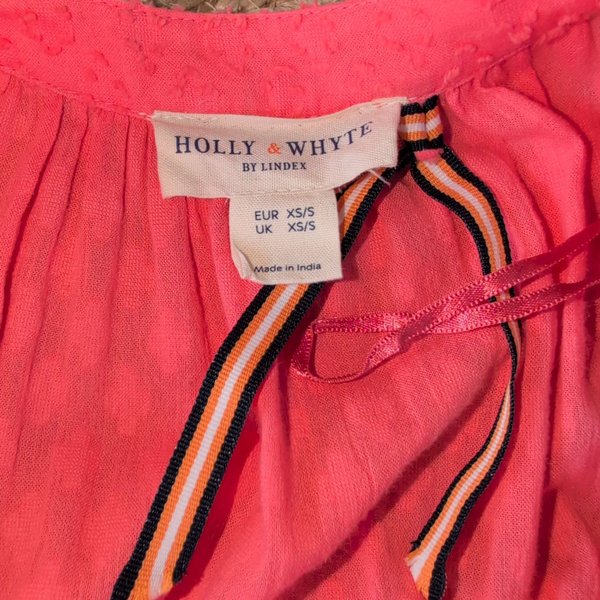 HOLLY & WHYTE
BY LINDEX
EUR XS/S
UK XS/S
Made in India